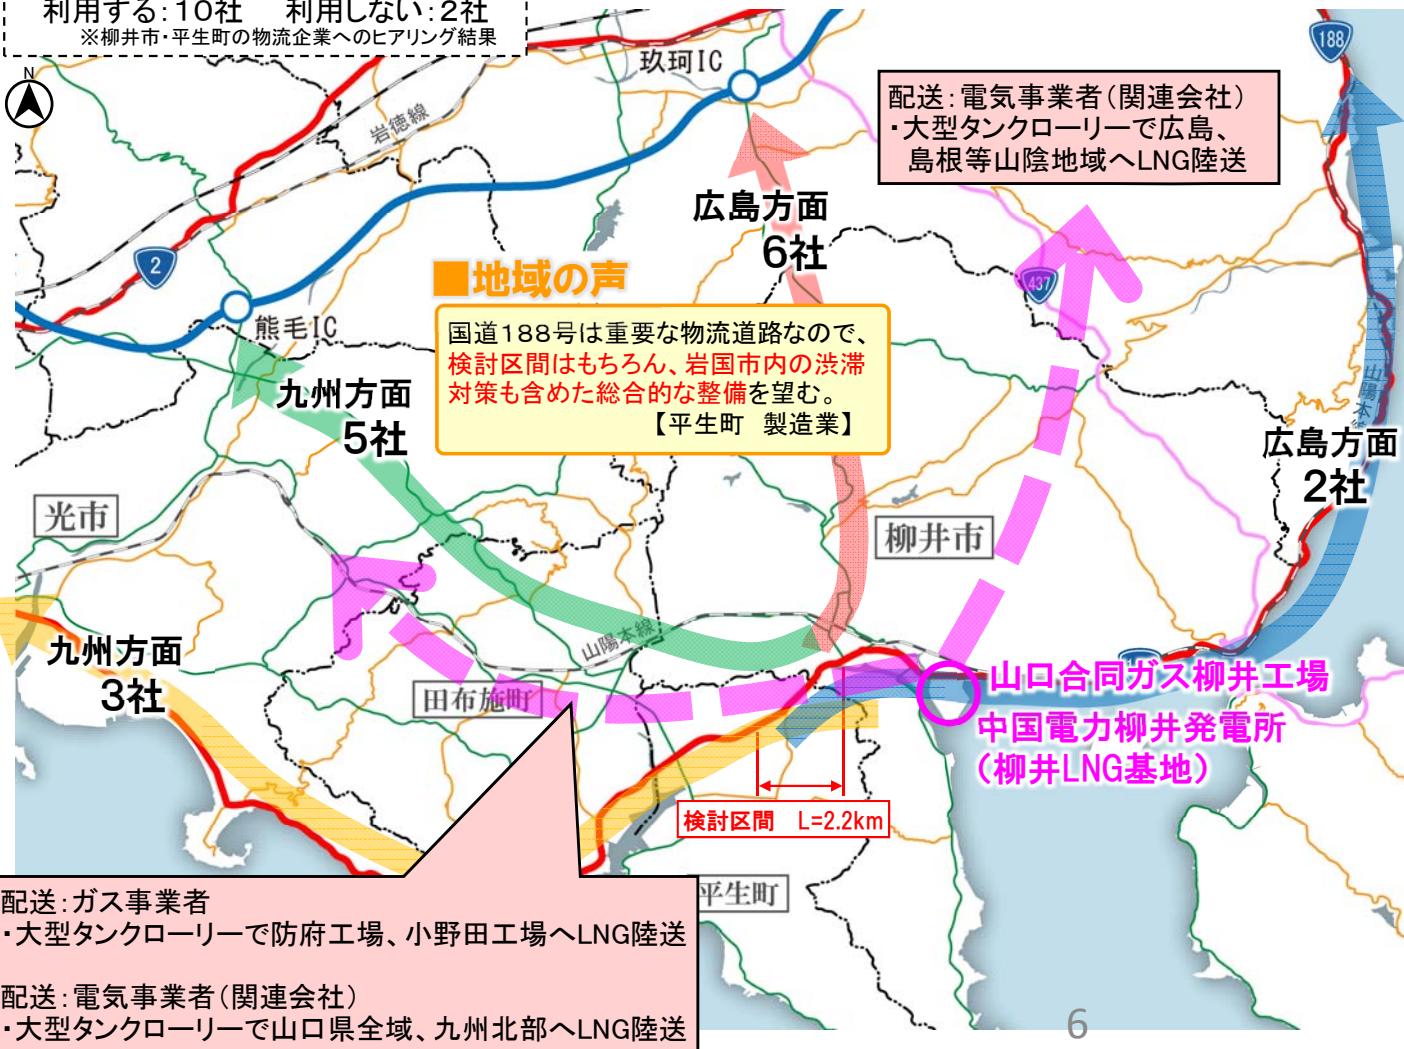 利用する：10社　利用しない：2社
※柳井市・平生町の物流企業へのヒアリング結果
N
玖珂IC
188
岩徳線
配送：電気事業者（関連会社）
・大型タンクローリーで広島、
島根等山陰地域へLNG陸送
広島方面
6社
2
■地域の声
437
熊毛IC
国道188号は重要な物流道路なので、
検討区間はもちろん、岩国市内の渋滞
対策も含めた総合的な整備を望む。
【平生町　製造業】
九州方面
5社
山陽本線
広島方面
2社
光市
柳井市
山陽本線
九州方面
3社
田布施町
山口合同ガス柳井工場
中国電力柳井発電所
（柳井LNG基地）
検討区間　L=2.2km
平生町
配送：ガス事業者
・大型タンクローリーで防府工場、小野田工場へLNG陸送
配送：電気事業者（関連会社）
・大型タンクローリーで山口県全域、九州北部へLNG陸送
6